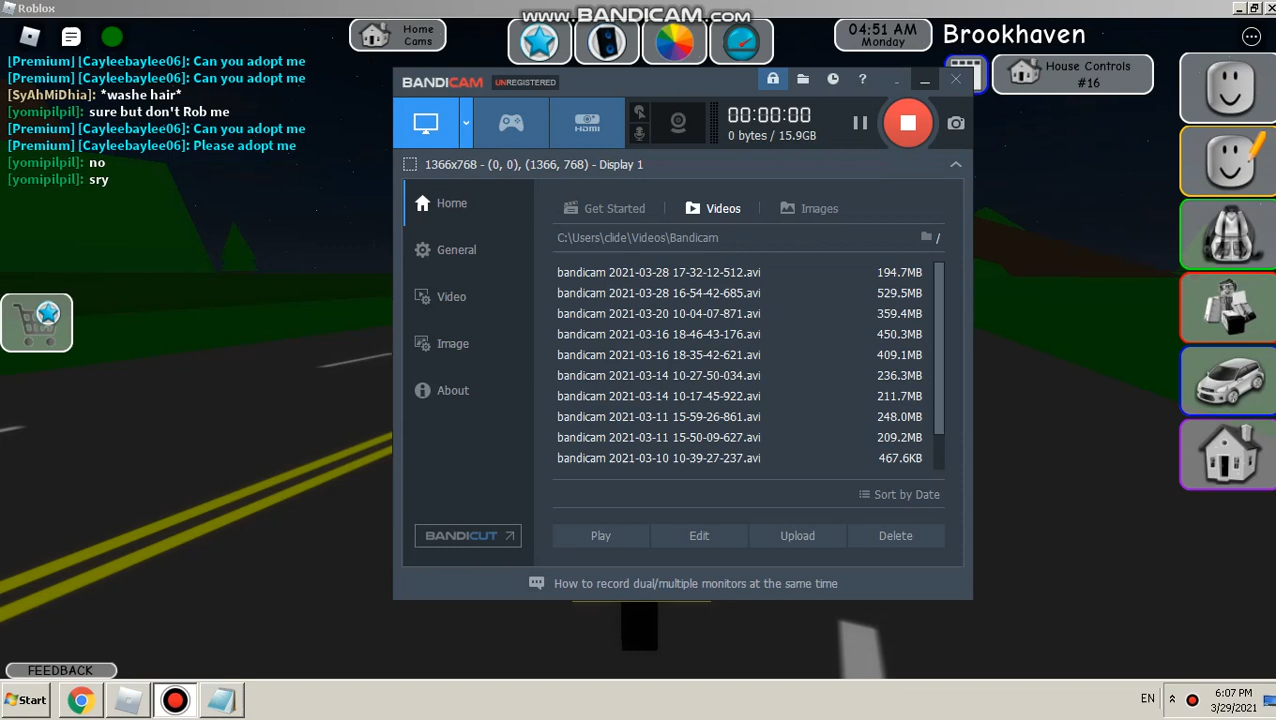 Roblox
www.BANDICAM.com
Home
Cams
04:51 AM
Monday
Brookhaven
[Premium] [Cayleebaylee06]: Can you adopt me
[Premium] [Cayleebaylee06]: Can you adopt me
[SyAhMiDhia]: *washe hair*
[yomipilpil]: sure but don't Rob me
[Premium] [Cayleebaylee06]: Can you adopt me
[Premium] [Cayleebaylee06]: Please adopt me
[yomipilpil]: no
[yomipilpil]: sry
House Controls
#16
BANDICAM UNREGISTERED
HDMI
00:00:00
0 bytes / 15.9GB
1366x768 - (0, 0), (1366, 768) - Display 1
Home
General
Video
Image
About
BANDICUT
Get Started Videos Images
C:\Users\clide\Videos\Bandicam /
bandicam 2021-03-28 17-32-12-512.avi 194.7MB
bandicam 2021-03-28 16-54-42-685.avi 529.5MB
bandicam 2021-03-20 10-04-07-871.avi 359.4MB
bandicam 2021-03-16 18-46-43-176.avi 450.3MB
bandicam 2021-03-16 18-35-42-621.avi 409.1MB
bandicam 2021-03-14 10-27-50-034.avi 236.3MB
bandicam 2021-03-14 10-17-45-922.avi 211.7MB
bandicam 2021-03-11 15-59-26-861.avi 248.0MB
bandicam 2021-03-11 15-50-09-627.avi 209.2MB
bandicam 2021-03-10 10-39-27-237.avi 467.6KB
Sort by Date
Play Edit Upload Delete
How to record dual/multiple monitors at the same time
FEEDBACK
Start
EN
6:07 PM
3/29/2021